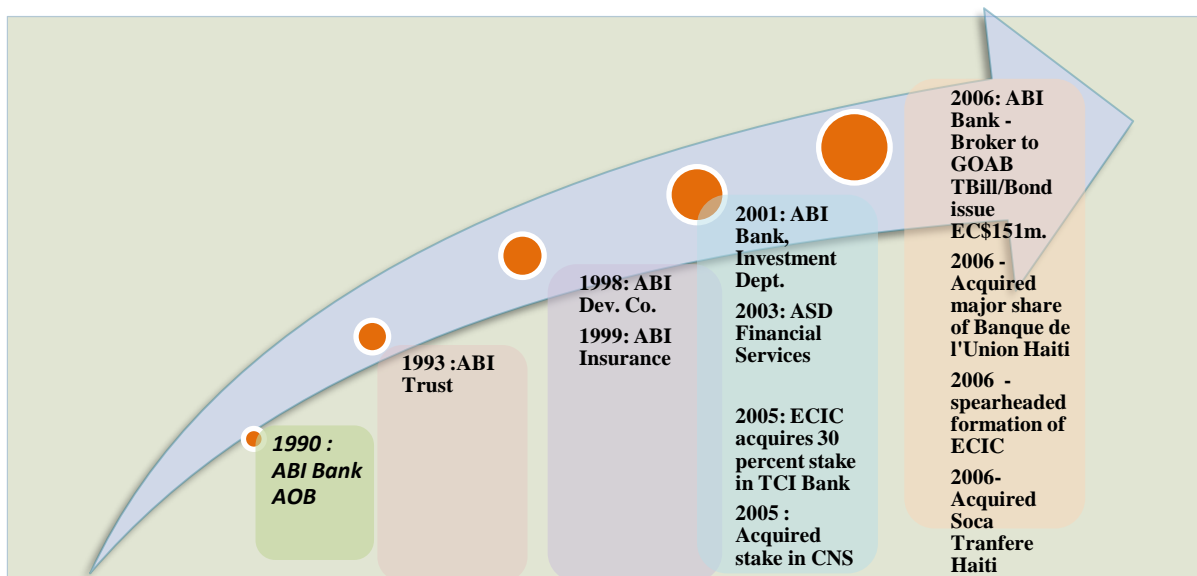 1990 :
ABI Bank
AOB
1993 :ABI
Trust
1998: ABI
Dev. Co.
1999: ABI
Insurance
2001: ABI
Bank,
Investment
Dept.
2003: ASD
Financial
Services
2005: ECIC
acquires 30
percent stake
in TCI Bank
2005 :
Acquired
stake in CNS
2006: ABI
Bank -
Broker to
GOAB
TBill/Bond
issue
EC$151m.
2006 -
Acquired
major share
of Banque de
l'Union Haiti
2006 -
spearheaded
formation of
ECIC
2006-
Acquired
Soca
Tranfere
Haiti